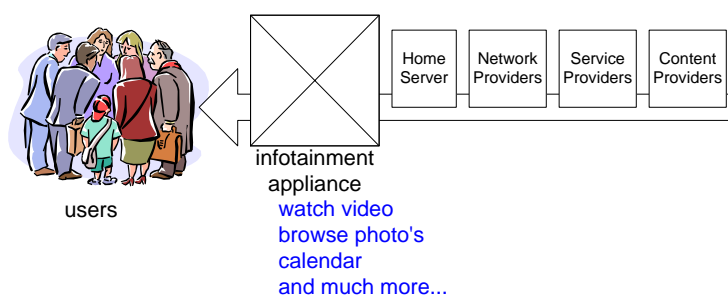 Home
Server
Network
Providers
Service
Providers
Content
Providers
infotainment
appliance
watch video
browse photo's
calendar
and much more...
users